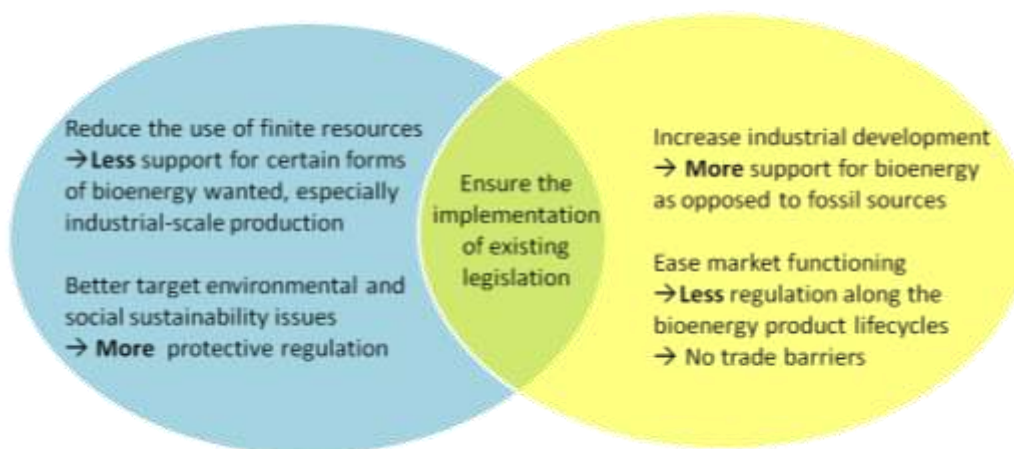 Reduce the use of finite resources
→Less support for certain forms
of bioenergy wanted, especially
industrial-scale production
Better target environmental and
social sustainability issues
→ More protective regulation
Ensure the
implementation
of existing
legislation
Increase industrial development
→ More support for bioenergy
as opposed to fossil sources
Ease market functioning
→Less regulation along the
bioenergy product lifecycles
→ No trade barriers